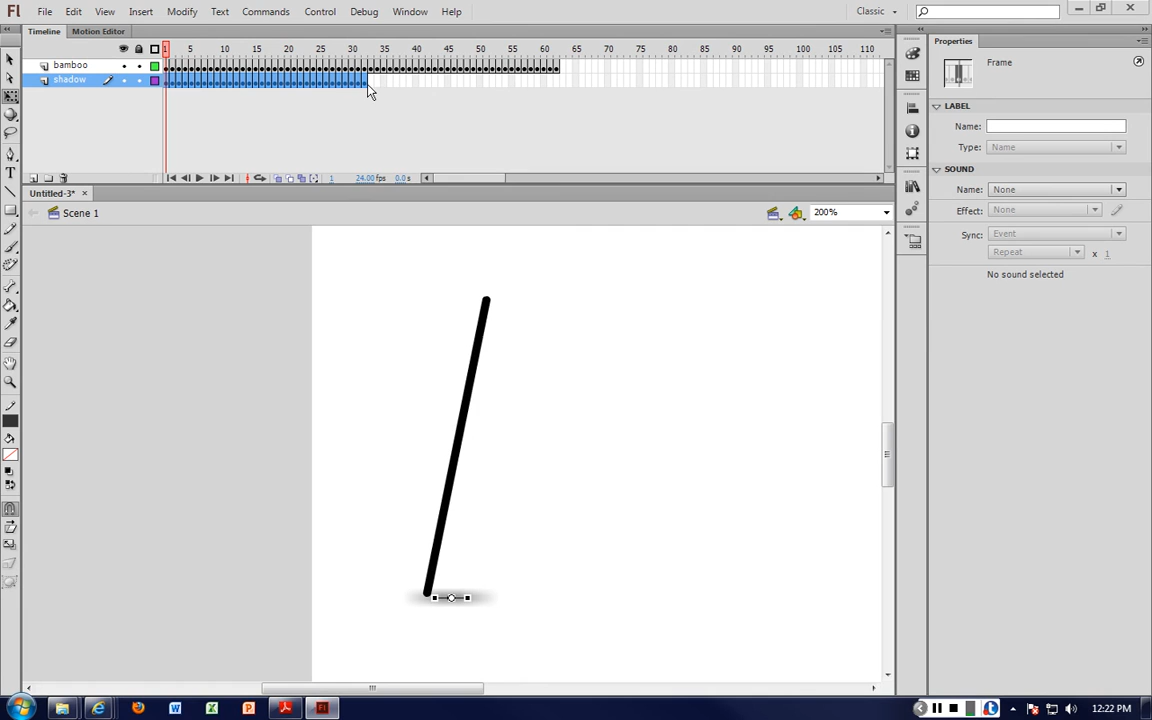 Fl File Edit View Insert Modify Text Commands Control Debug Window Help Classic
Timeline Motion Editor
1 5 10 15 20 25 30 35 40 45 50 55 60 65 70 75 80 85 90 95 100 105 110
bamboo
shadow
1 24.00 fps 0.0 s
Untitled-3*
Scene 1 200%
Properties
Frame
LABEL
Name:
Type: Name
SOUND
Name: None
Effect: None
Sync: Event
Repeat x 1
No sound selected
12:22 PM